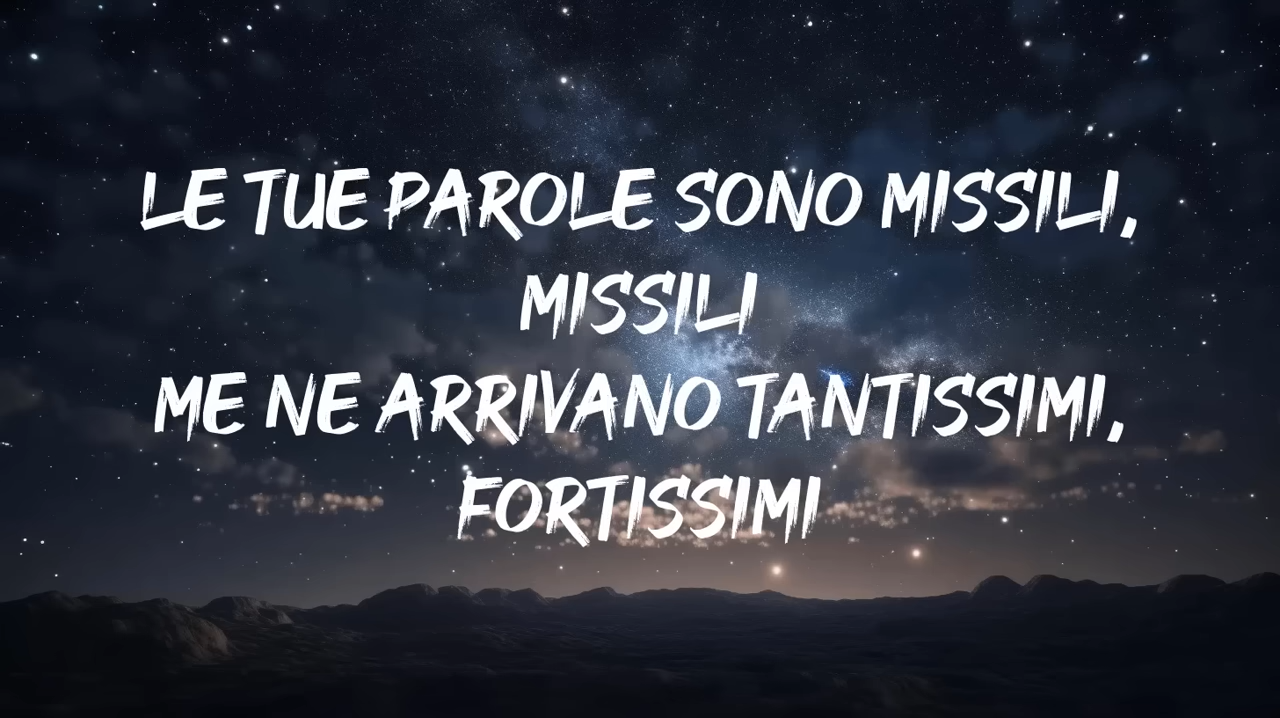 LE TUE PAROLE SONO MISSILI,
MISSILI
ME NE ARRIVANO TANTISSIMI,
FORTISSIMI